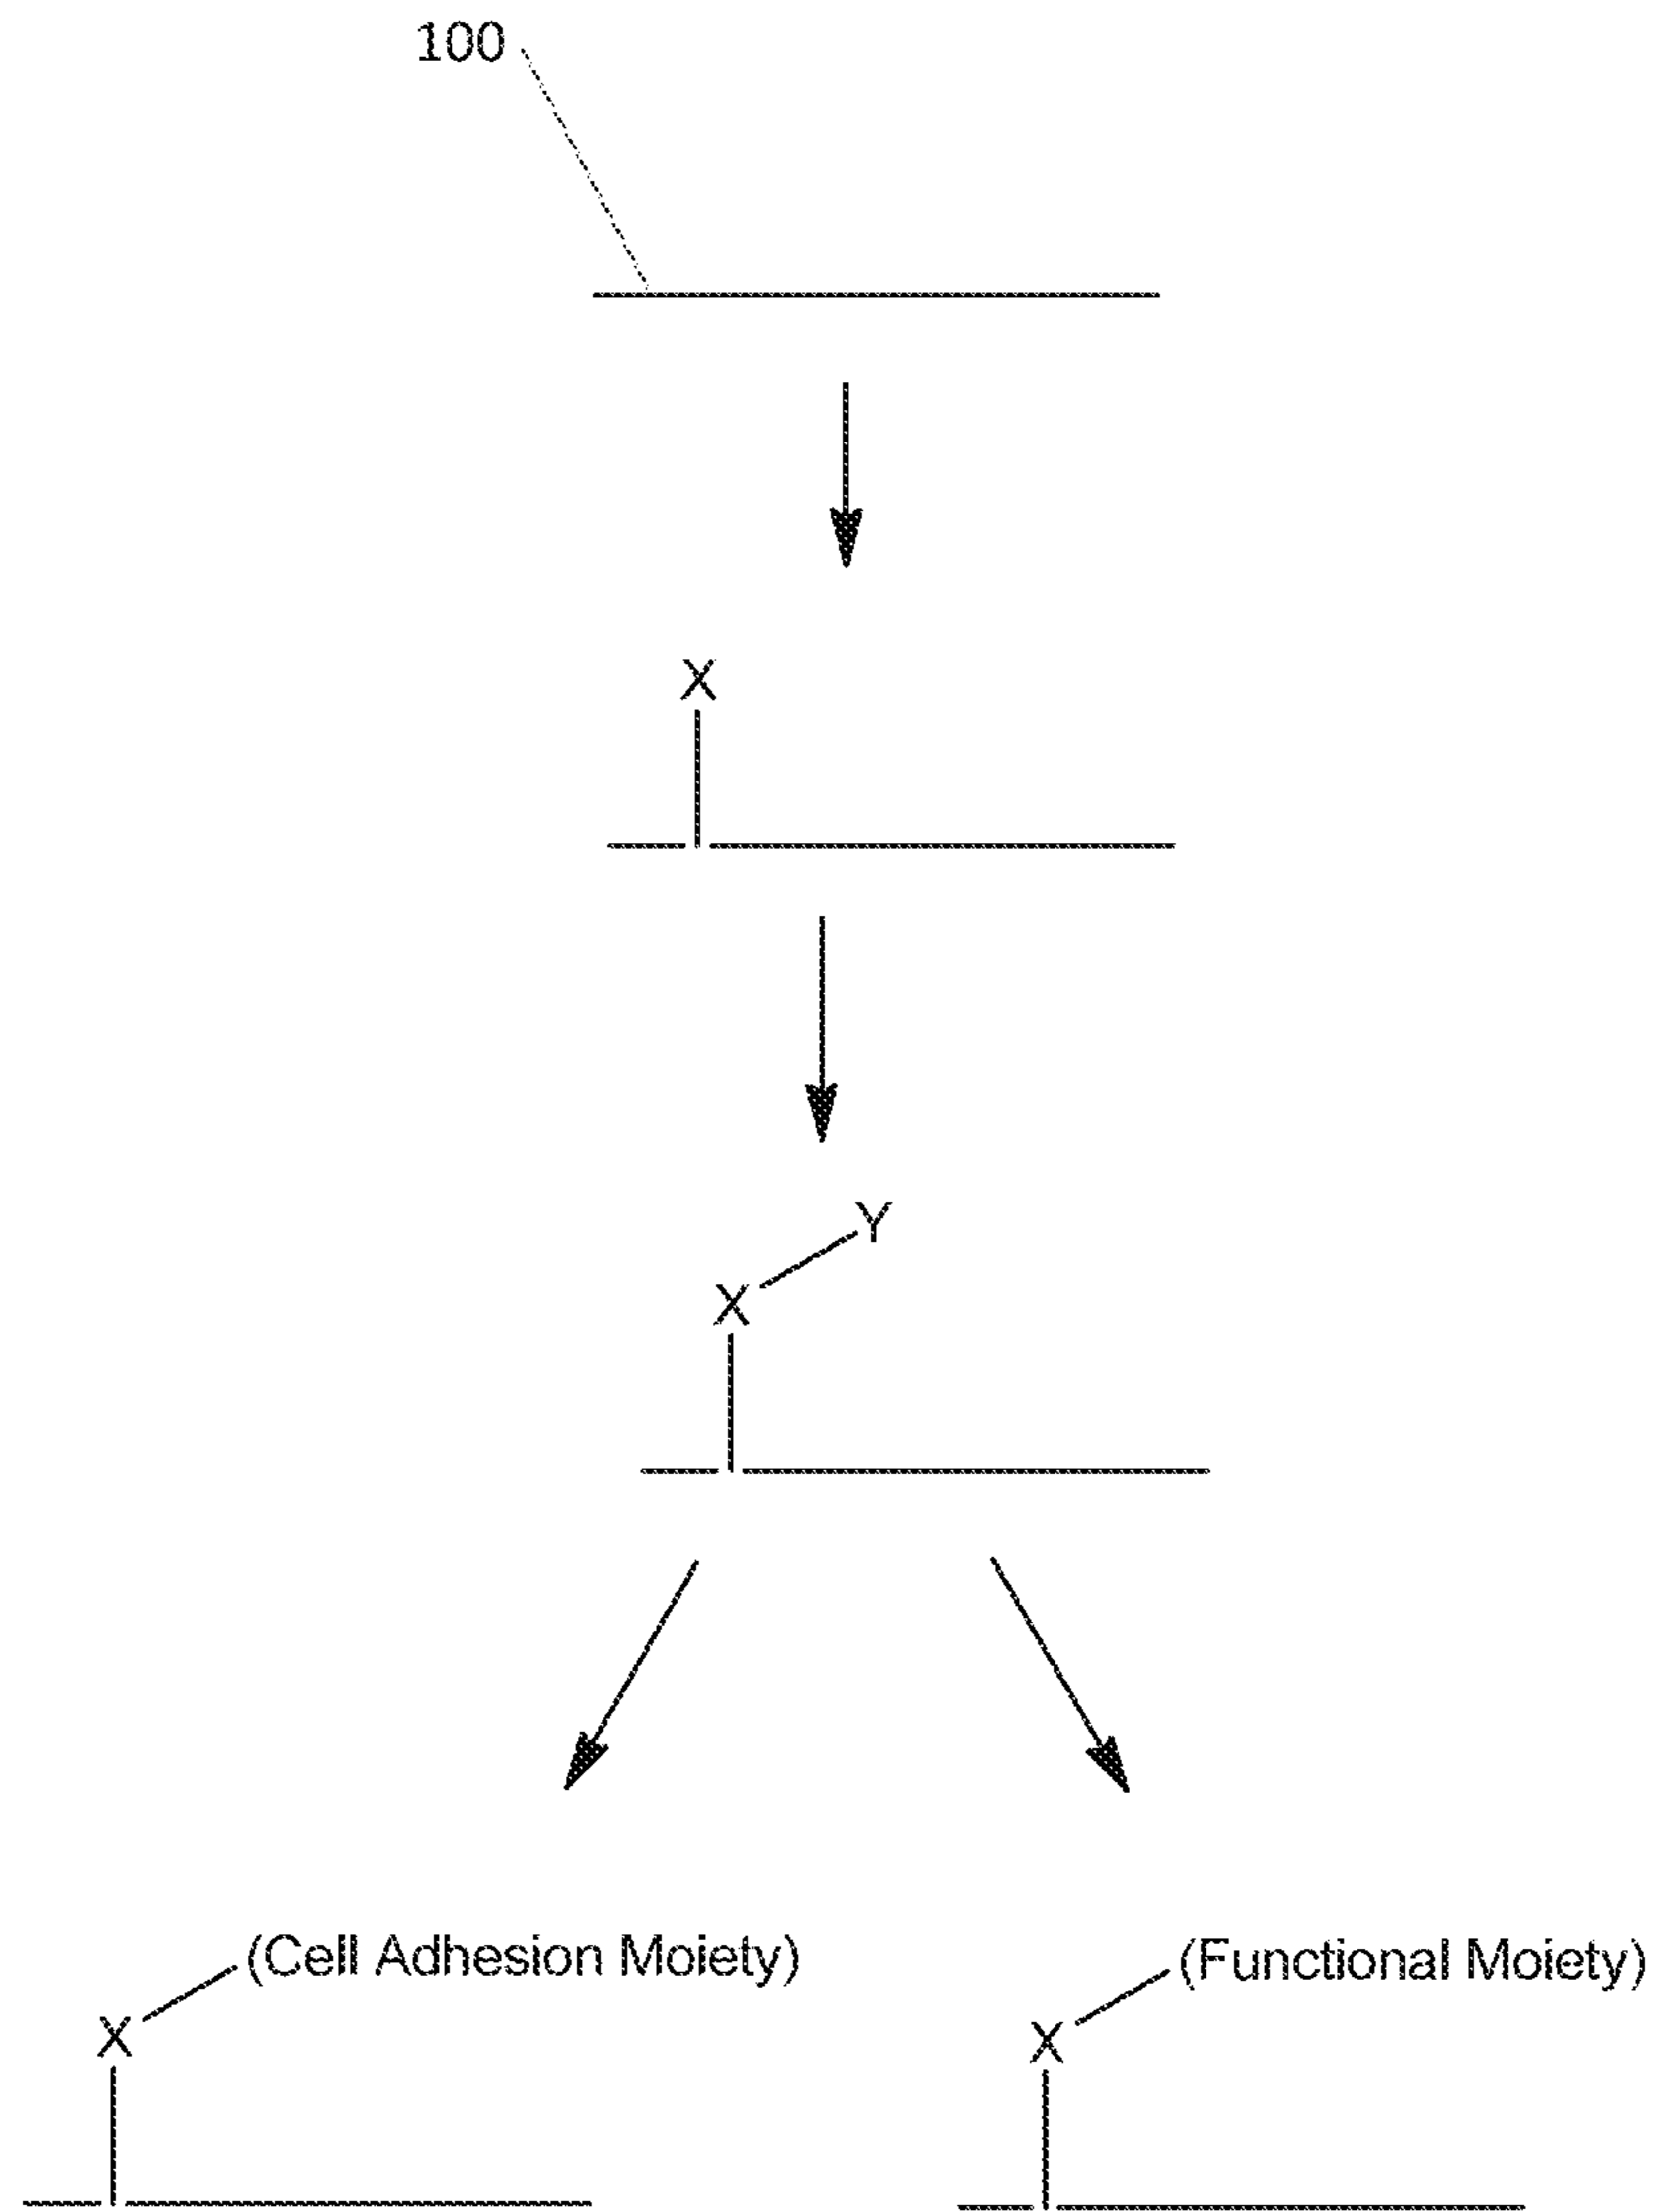 100
X
Y
X
(Cell Adhesion Moiety)
(Functional Moiety)
X
X